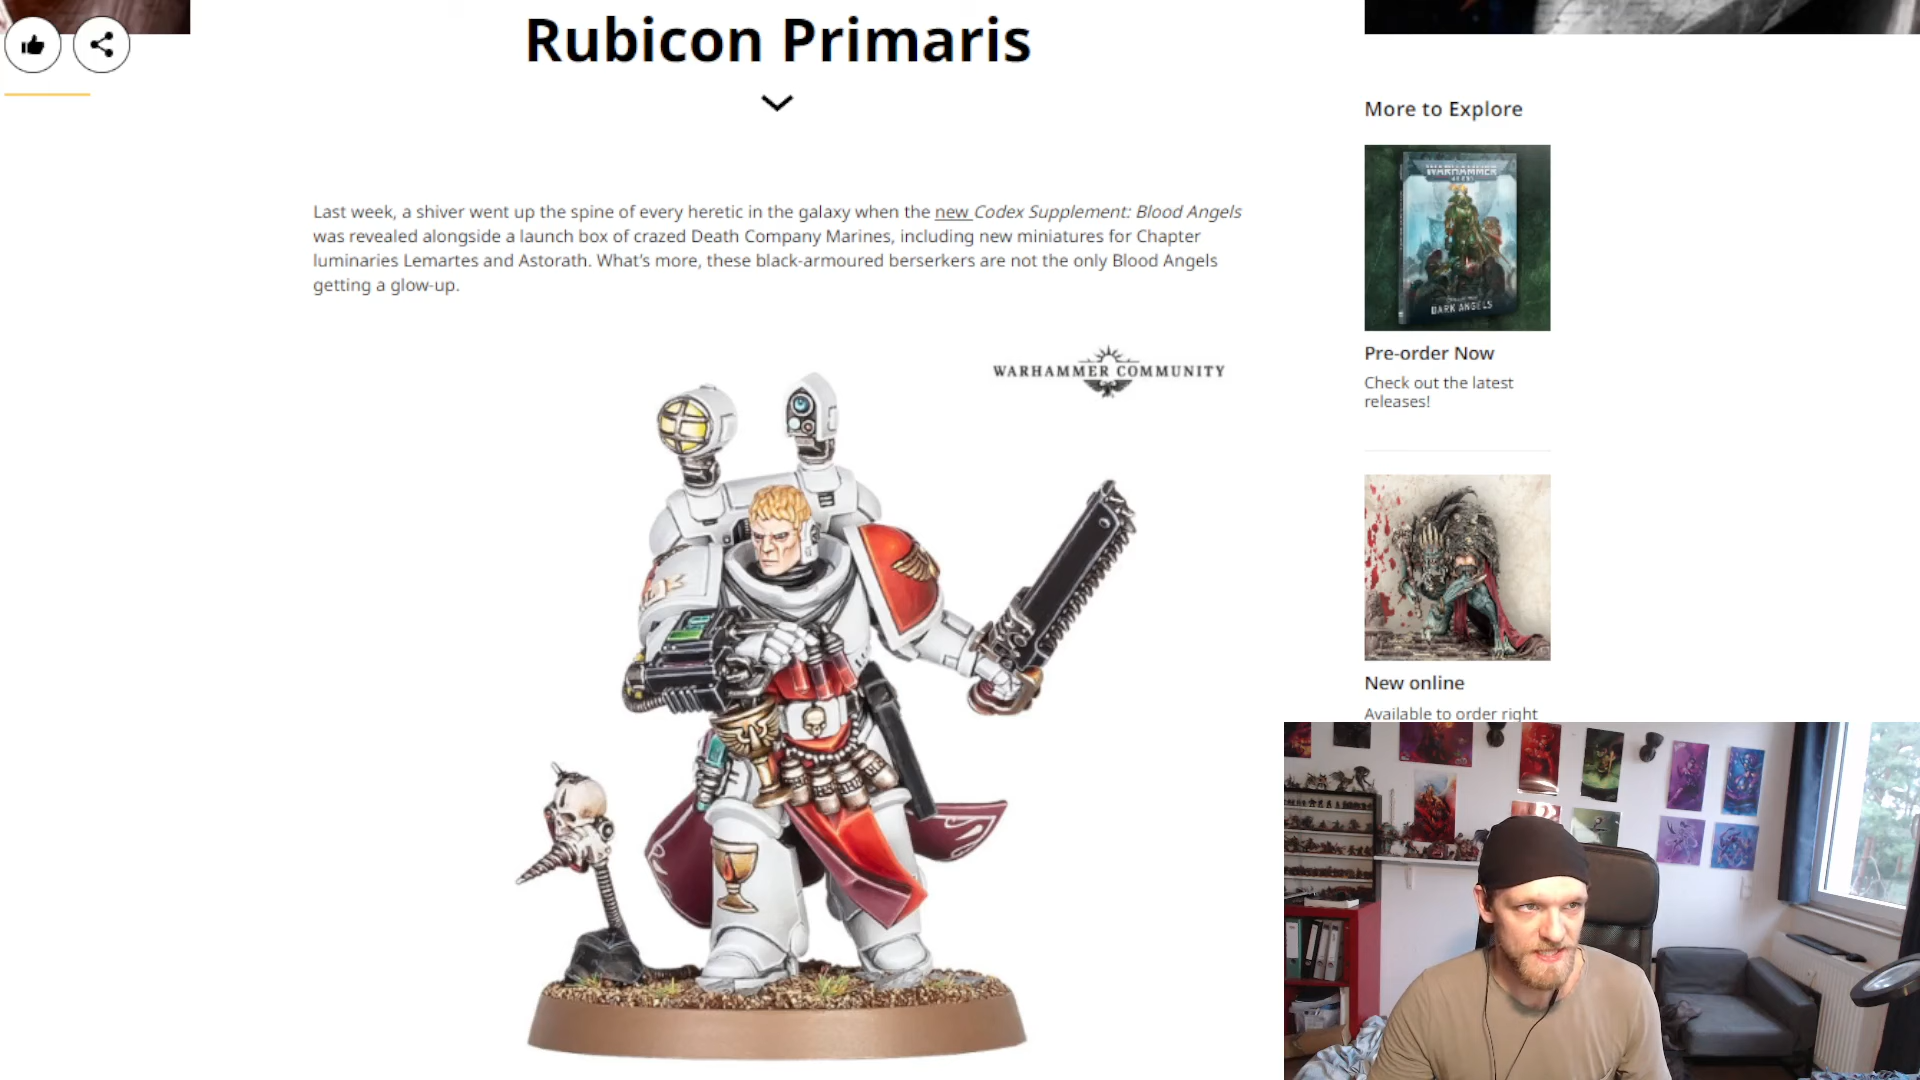 Rubicon Primaris
Last week, a shiver went up the spine of every heretic in the galaxy when the new Codex Supplement: Blood Angels
was revealed alongside a launch box of crazed Death Company Marines, including new miniatures for Chapter
luminaries Lemartes and Astorath. What's more, these black-armoured berserkers are not the only Blood Angels
getting a glow-up.
WARHAMMER COMMUNITY
More to Explore
WARHAMMER
DARK ANGELS
Pre-order Now
Check out the latest
releases!
New online
Available to order right